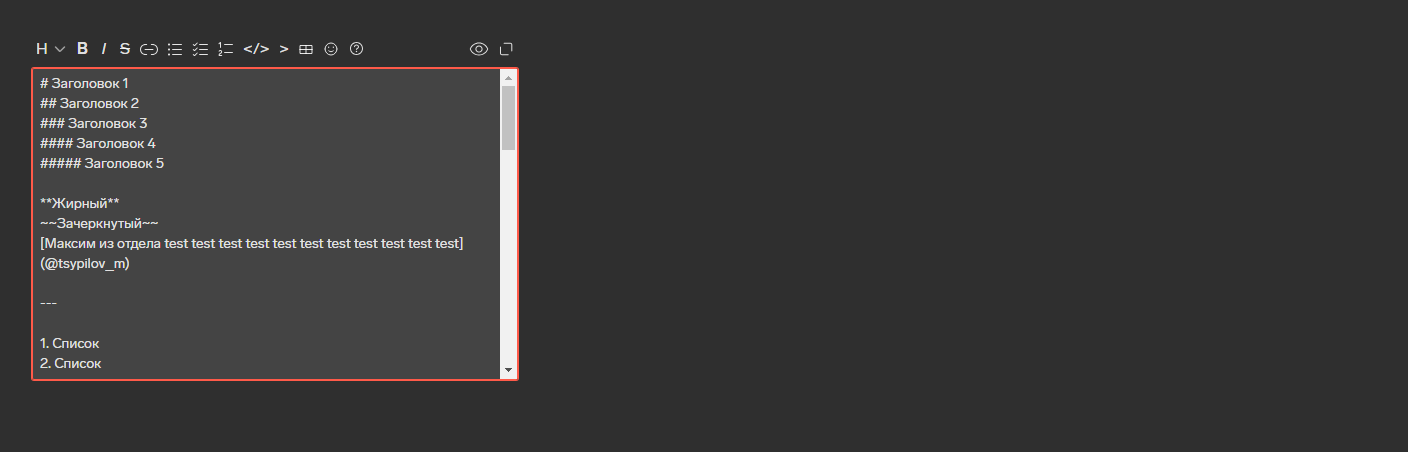 H B I S </> >
# Заголовок 1
## Заголовок 2
### Заголовок 3
#### Заголовок 4
##### Заголовок 5
**Жирный**
~~Зачеркнутый~~
[Максим из отдела test test test test test test test test test test test]
(@tsypilov_m)
---
1. Список
2. Список